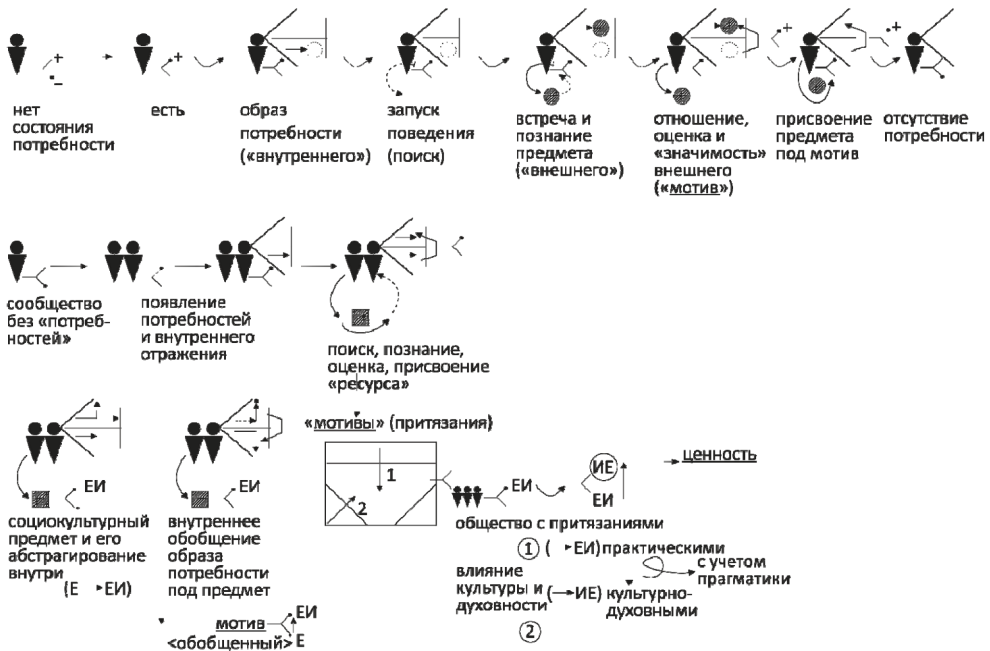 нет
состояния
потребности
есть
образ
потребности
(«внутреннего»)
запуск
поведения
(поиск)
встреча и
познание
предмета
(«внешнего»)
отношение,
оценка и
«значимость»
внешнего
(«мотив»)
присвоение
предмета
под мотив
отсутствие
потребности
сообщество
без «потреб-
ностей»
появление
потребностей
и внутреннего
отражения
поиск, познание,
оценка, присвоение
«ресурса»
«мотивы» (притязания)
ЕИ
социокультурный
предмет и его
абстрагирование
внутри
(Е ЕИ)
ЕИ
внутреннее
обобщение
образа
потребности
под предмет
мотив
<обобщенный>
ЕИ
Е
1
2
ЕИ
ИЕ
ЕИ
ценность
общество с притязаниями
1 ( ЕИ) практическими
влияние
культуры и
духовности
(→ИЕ) культурно-
духовными
2
с учетом
прагматики